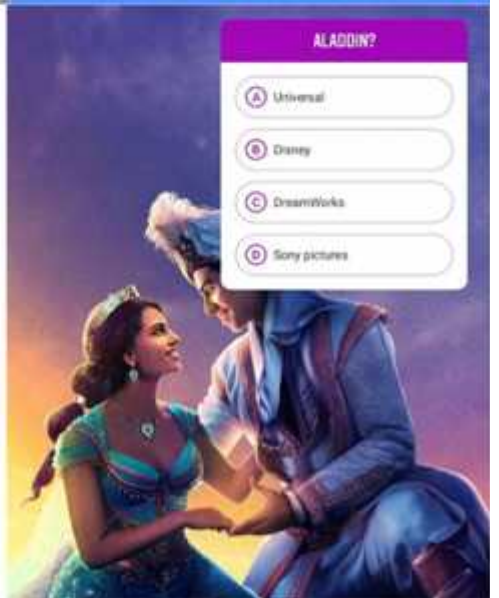 ALADDIN?
A Universal
B Disney
C DreamWorks
D Sony pictures